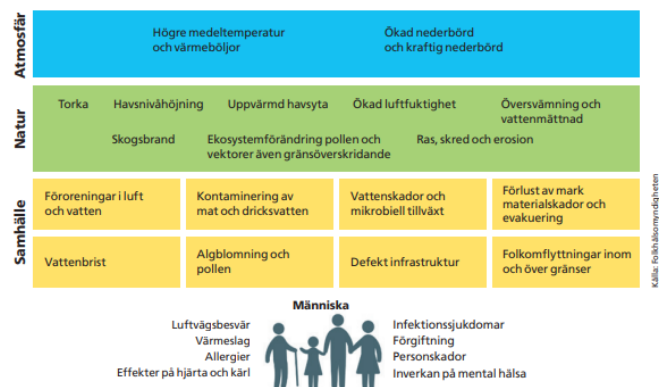 Atmosfär
Högre medeltemperatur
och värmeböljor
Ökad nederbörd
och kraftig nederbörd
Natur
Torka
Havsnivåhöjning
Uppvärmd havsyta
Ökad luftfuktighet
Översvämning och
vattenmättnad
Skogsbrand
Ekosystemförändring pollen och
vektorer även gränsöverskridande
Ras, skred och erosion
Samhälle
Föroreningar i luft
och vatten
Kontaminering av
mat och dricksvatten
Vattenskador och
mikrobiell tillväxt
Förlust av mark
materialskador och
evakuering
Vattenbrist
Algblomning och
pollen
Defekt infrastruktur
Folkomflyttningar inom
och över gränser
Människa
Luftvägsbesvär
Värmeslag
Allergier
Effekter på hjärta och kärl
Infektionssjukdomar
Förgiftning
Personskador
Inverkan på mental hälsa
Källa: Folkhälsomyndigheten